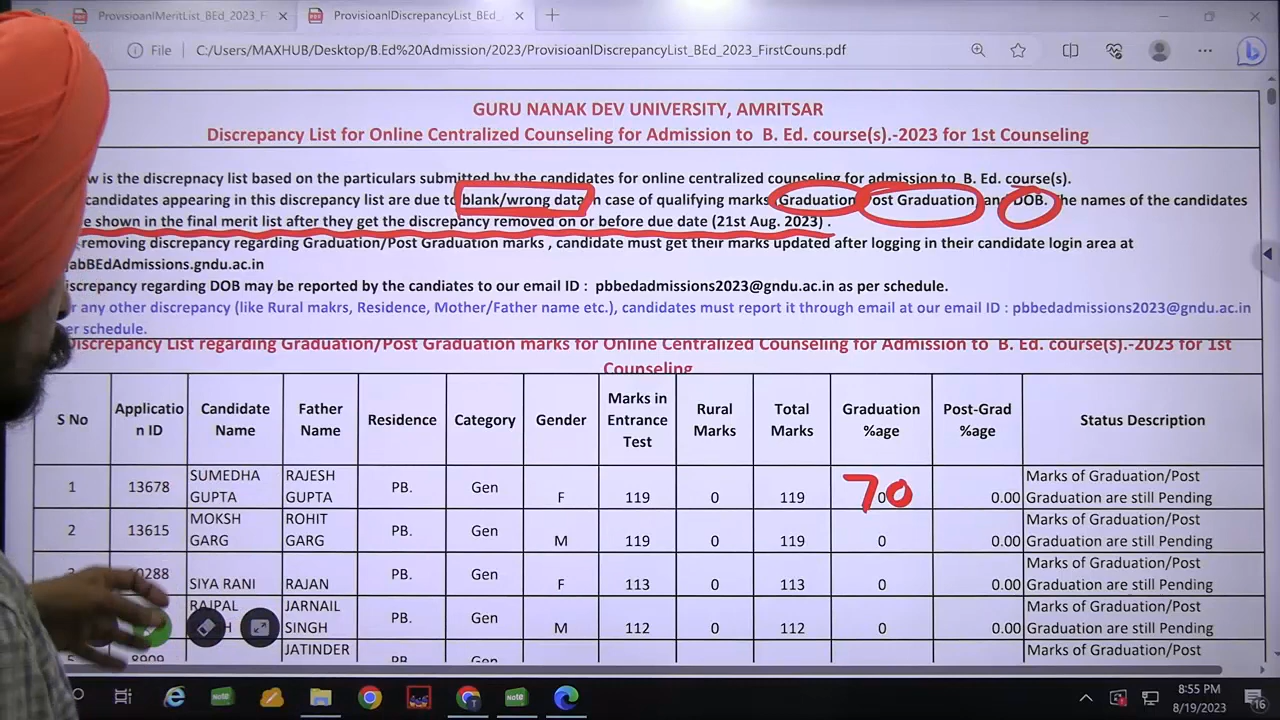 ProvisioanlMeritList_BEd_2023_Fi
ProvisioanlDiscrepancyList_BEd_
File
C:/Users/MAXHUB/Desktop/B.Ed%20Admission/2023/ProvisioanlDiscrepancyList_BEd_2023_FirstCouns.pdf
GURU NANAK DEV UNIVERSITY, AMRITSAR
Discrepancy List for Online Centralized Counseling for Admission to B. Ed. course(s).-2023 for 1st Counseling
w is the discrepnacy list based on the particulars submitted by the candidates for online centralized counseling for admission to B. Ed. course(s).
candidates appearing in this discrepancy list are due to blank/wrong data in case of qualifying marks (Graduation/Post Graduation) and DOB. The names of the candidates
e shown in the final merit list after they get the discrepancy removed on or before due date (21st Aug. 2023) .
removing discrepancy regarding Graduation/Post Graduation marks , candidate must get their marks updated after logging in their candidate login area at
jabBEdAdmissions.gndu.ac.in
iscrepancy regarding DOB may be reported by the candiates to our email ID : pbbedadmissions2023@gndu.ac.in as per schedule.
r any other discrepancy (like Rural makrs, Residence, Mother/Father name etc.), candidates must report it through email at our email ID : pbbedadmissions2023@gndu.ac.in
er schedule.
Discrepancy List regarding Graduation/Post Graduation marks for Online Centralized Counseling for Admission to B. Ed. course(s).-2023 for 1st
Counseling
S No Application ID Candidate Name Father Name Residence Category Gender Marks in Entrance Test Rural Marks Total Marks Graduation %age Post-Grad %age Status Description
1 13678 SUMEDHA GUPTA RAJESH GUPTA PB. Gen F 119 0 119 70 0 0.00 Marks of Graduation/Post Graduation are still Pending
2 13615 MOKSH GARG ROHIT GARG PB. Gen M 119 0 119 0 0.00 Marks of Graduation/Post Graduation are still Pending
3 10288 SIYA RANI RAJAN PB. Gen F 113 0 113 0 0.00 Marks of Graduation/Post Graduation are still Pending
RAJPAL JARNAIL SINGH PB. Gen M 112 0 112 0 0.00 Marks of Graduation/Post Graduation are still Pending
5 8909 JATINDER PB Gen Marks of Graduation/Post
Note
Note
8:55 PM
8/19/2023
16